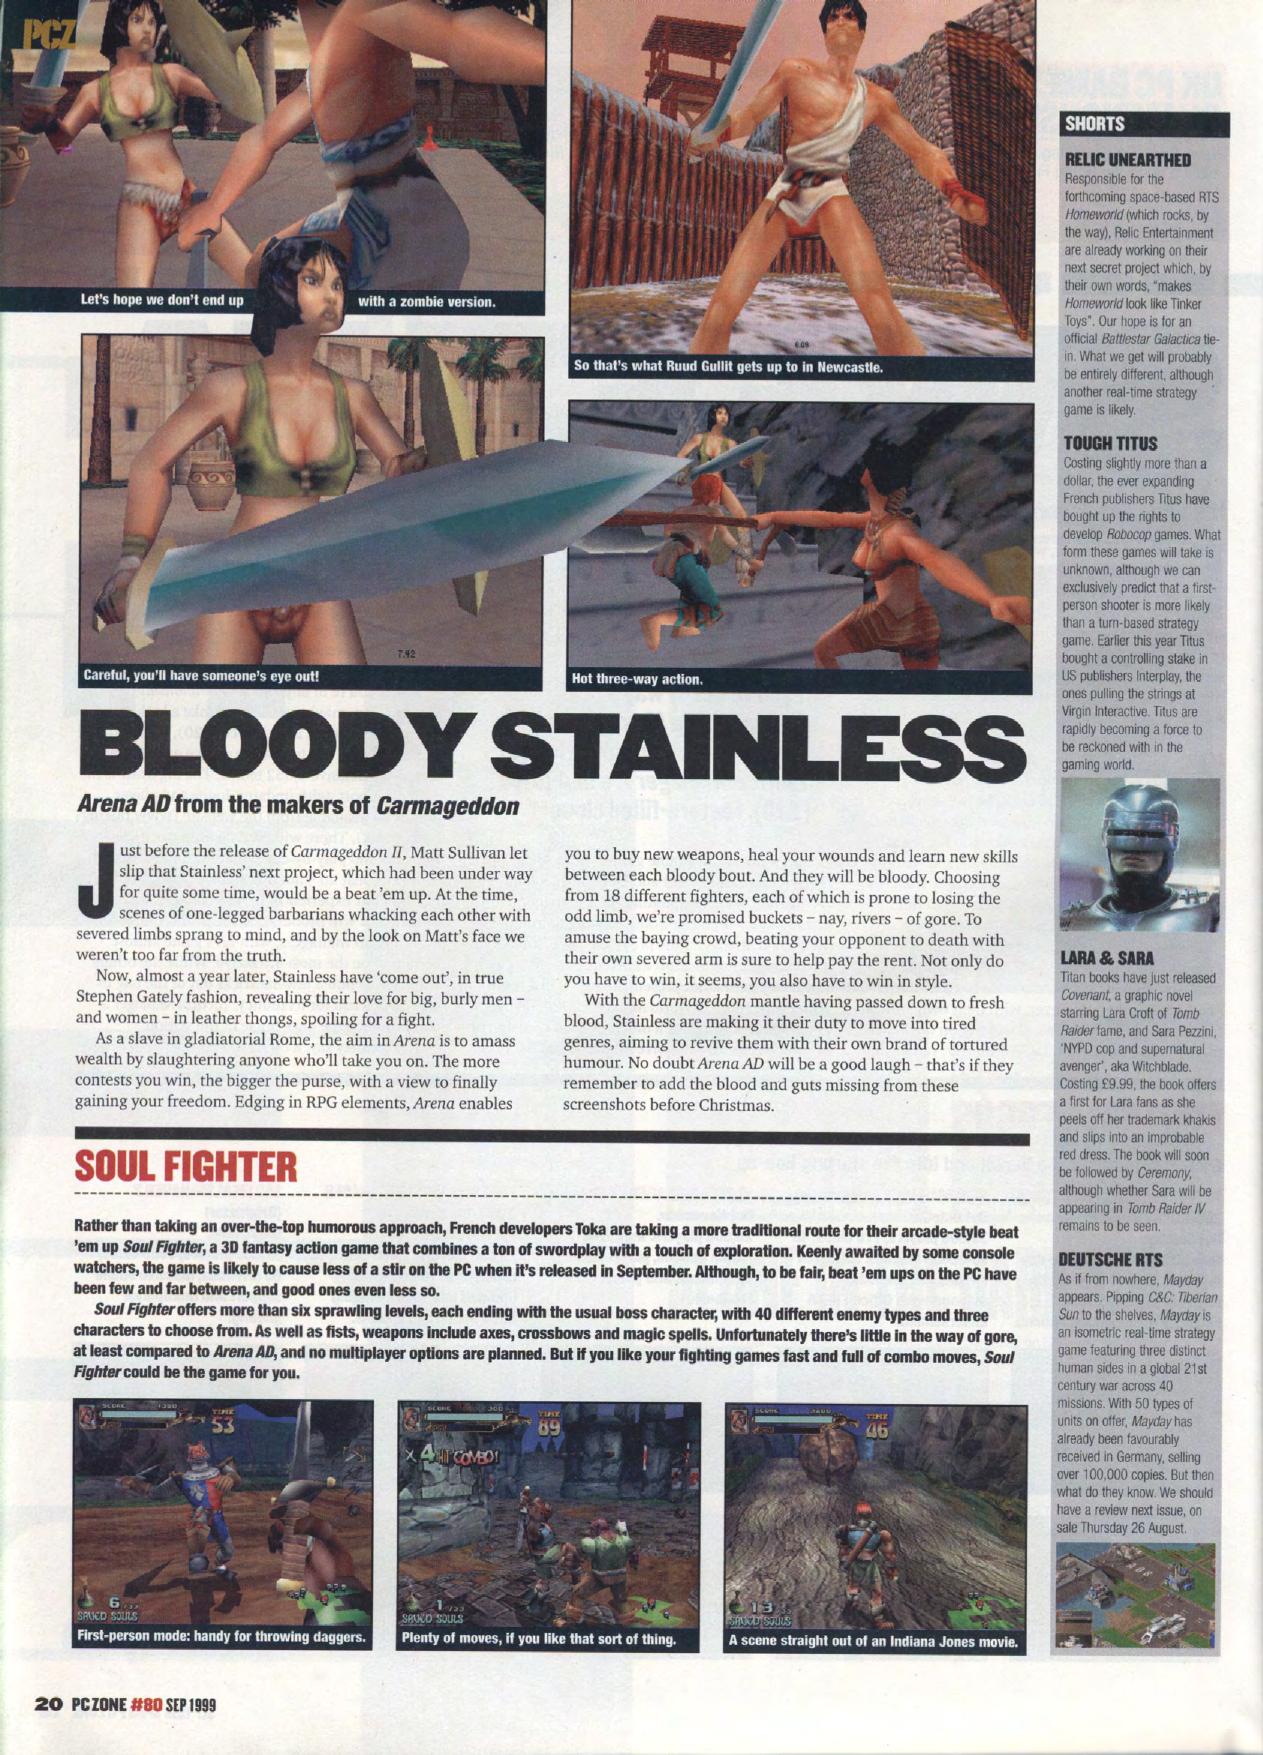 PCZ
Let's hope we don't end up with a zombie version.
6.09
So that's what Ruud Gullit gets up to in Newcastle.
7.92
Careful, you'll have someone's eye out!
Hot three-way action.
BLOODY STAINLESS
Arena AD from the makers of Carmageddon
Just before the release of Carmageddon II, Matt Sullivan let
slip that Stainless' next project, which had been under way
for quite some time, would be a beat 'em up. At the time,
scenes of one-legged barbarians whacking each other with
severed limbs sprang to mind, and by the look on Matt's face we
weren't too far from the truth.
Now, almost a year later, Stainless have 'come out', in true
Stephen Gately fashion, revealing their love for big, burly men –
and women – in leather thongs, spoiling for a fight.
As a slave in gladiatorial Rome, the aim in Arena is to amass
wealth by slaughtering anyone who'll take you on. The more
contests you win, the bigger the purse, with a view to finally
gaining your freedom. Edging in RPG elements, Arena enables
you to buy new weapons, heal your wounds and learn new skills
between each bloody bout. And they will be bloody. Choosing
from 18 different fighters, each of which is prone to losing the
odd limb, we're promised buckets – nay, rivers – of gore. To
amuse the baying crowd, beating your opponent to death with
their own severed arm is sure to help pay the rent. Not only do
you have to win, it seems, you also have to win in style.
With the Carmageddon mantle having passed down to fresh
blood, Stainless are making it their duty to move into tired
genres, aiming to revive them with their own brand of tortured
humour. No doubt Arena AD will be a good laugh – that's if they
remember to add the blood and guts missing from these
screenshots before Christmas.
SOUL FIGHTER
Rather than taking an over-the-top humorous approach, French developers Toka are taking a more traditional route for their arcade-style beat
'em up Soul Fighter, a 3D fantasy action game that combines a ton of swordplay with a touch of exploration. Keenly awaited by some console
watchers, the game is likely to cause less of a stir on the PC when it's released in September. Although, to be fair, beat 'em ups on the PC have
been few and far between, and good ones even less so.
Soul Fighter offers more than six sprawling levels, each ending with the usual boss character, with 40 different enemy types and three
characters to choose from. As well as fists, weapons include axes, crossbows and magic spells. Unfortunately there's little in the way of gore,
at least compared to Arena AD, and no multiplayer options are planned. But if you like your fighting games fast and full of combo moves, Soul
Fighter could be the game for you.
SCORE
TIME
53
6
SAVED SOULS
First-person mode: handy for throwing daggers.
SCORE
TIME
89
X 4 HIT COMBO!
1
SAVED SOULS
Plenty of moves, if you like that sort of thing.
SCORE
TIME
46
13
SAVED SOULS
A scene straight out of an Indiana Jones movie.
SHORTS
RELIC UNEARTHED
Responsible for the
forthcoming space-based RTS
Homeworld (which rocks, by
the way), Relic Entertainment
are already working on their
next secret project which, by
their own words, "makes
Homeworld look like Tinker
Toys". Our hope is for an
official Battlestar Galactica tie-
in. What we get will probably
be entirely different, although
another real-time strategy
game is likely.
TOUGH TITUS
Costing slightly more than a
dollar, the ever expanding
French publishers Titus have
bought up the rights to
develop Robocop games. What
form these games will take is
unknown, although we can
exclusively predict that a first-
person shooter is more likely
than a turn-based strategy
game. Earlier this year Titus
bought a controlling stake in
US publishers Interplay, the
ones pulling the strings at
Virgin Interactive. Titus are
rapidly becoming a force to
be reckoned with in the
gaming world.
LARA & SARA
Titan books have just released
Covenant, a graphic novel
starring Lara Croft of Tomb
Raider fame, and Sara Pezzini,
'NYPD cop and supernatural
avenger', aka Witchblade.
Costing £9.99, the book offers
a first for Lara fans as she
peels off her trademark khakis
and slips into an improbable
red dress. The book will soon
be followed by Ceremony,
although whether Sara will be
appearing in Tomb Raider IV
remains to be seen.
DEUTSCHE RTS
As if from nowhere, Mayday
appears. Pipping C&C: Tiberian
Sun to the shelves, Mayday is
an isometric real-time strategy
game featuring three distinct
human sides in a global 21st
century war across 40
missions. With 50 types of
units on offer, Mayday has
already been favourably
received in Germany, selling
over 100,000 copies. But then
what do they know. We should
have a review next issue, on
sale Thursday 26 August.
20 PC ZONE #80 SEP 1999